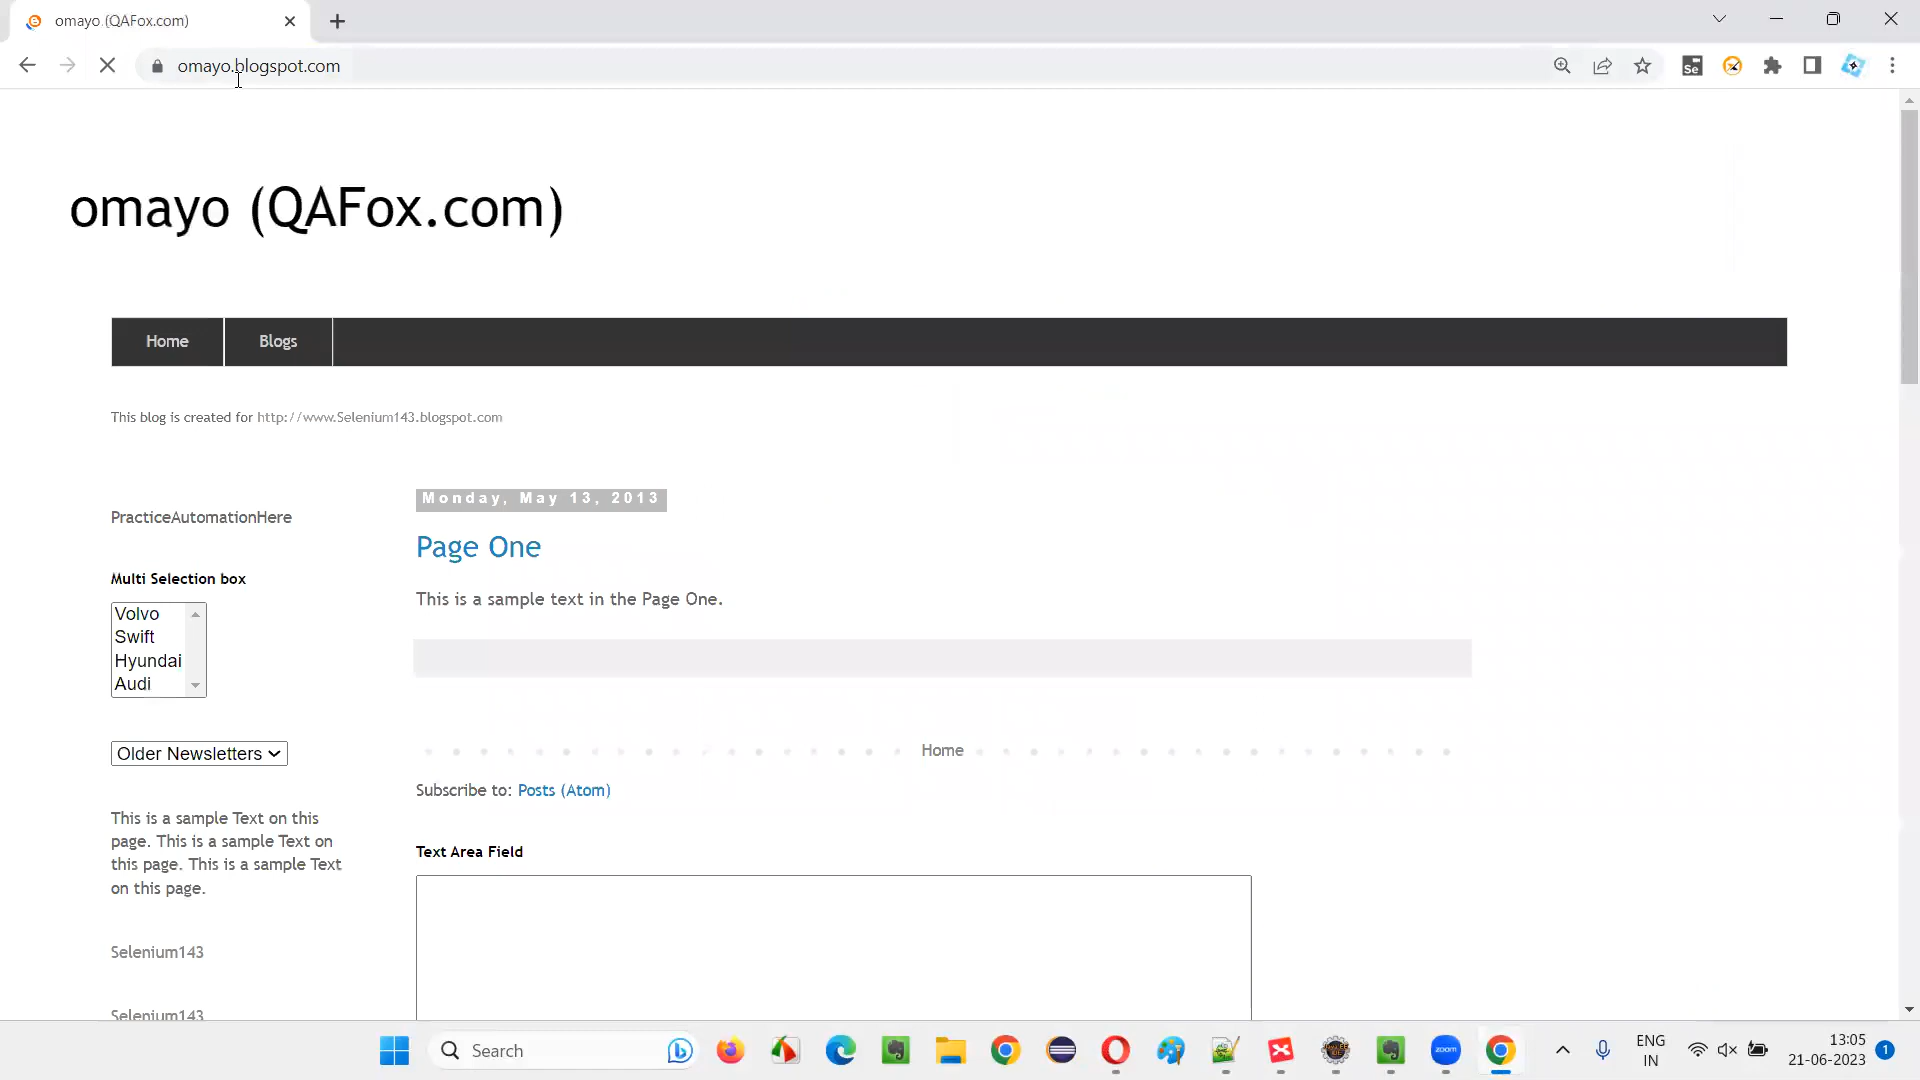 omayo (QAFox.com)
omayo.blogspot.com
omayo (QAFox.com)
Home
Blogs
This blog is created for http://www.Selenium143.blogspot.com
PracticeAutomationHere
Multi Selection box
Volvo
Swift
Hyundai
Audi
Older Newsletters
This is a sample Text on this
page. This is a sample Text on
this page. This is a sample Text
on this page.
Selenium143
Selenium143
Monday, May 13, 2013
Page One
This is a sample text in the Page One.
Home
Subscribe to: Posts (Atom)
Text Area Field
Search
zoom
ENG
IN
13:05
21-06-2023
1